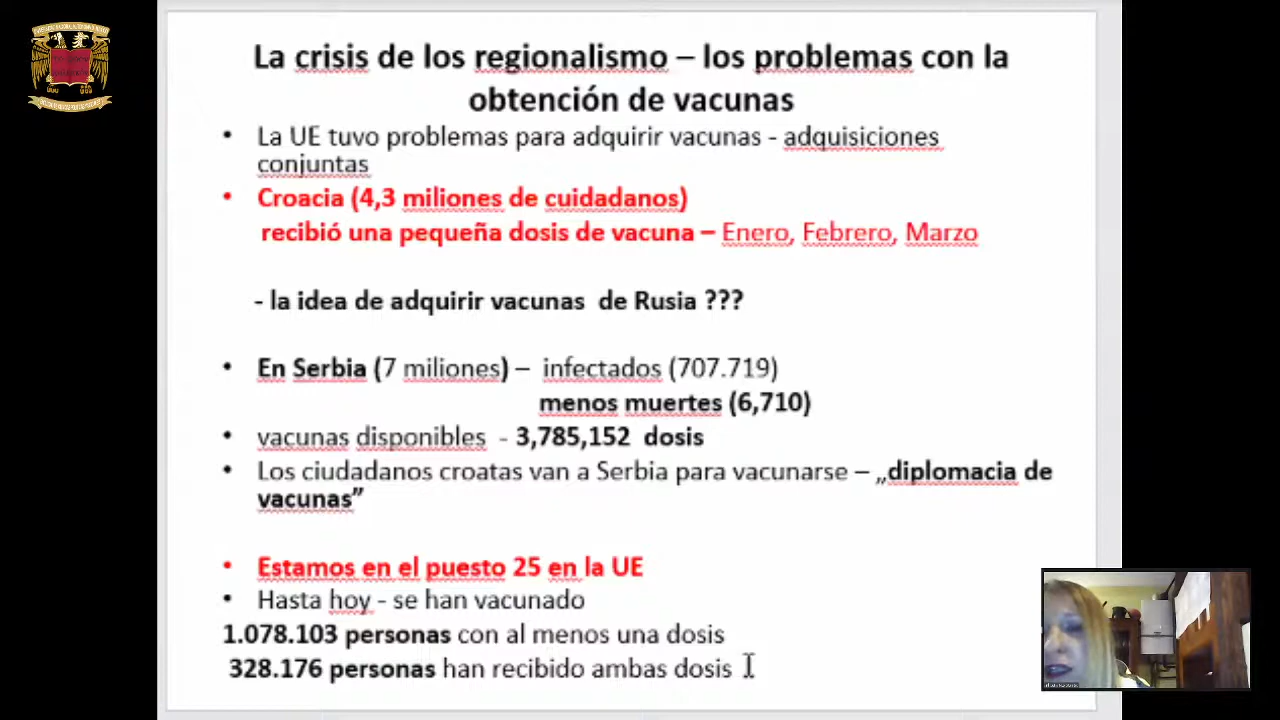 La crisis de los regionalismo – los problemas con la
obtención de vacunas
• La UE tuvo problemas para adquirir vacunas - adquisiciones
conjuntas
• Croacia (4,3 miliones de cuidadanos)
recibió una pequeña dosis de vacuna – Enero, Febrero, Marzo
- la idea de adquirir vacunas de Rusia ???
• En Serbia (7 miliones) – infectados (707.719)
menos muertes (6,710)
• vacunas disponibles - 3,785,152 dosis
• Los ciudadanos croatas van a Serbia para vacunarse – „diplomacia de
vacunas”
• Estamos en el puesto 25 en la UE
• Hasta hoy - se han vacunado
1.078.103 personas con al menos una dosis
328.176 personas han recibido ambas dosis